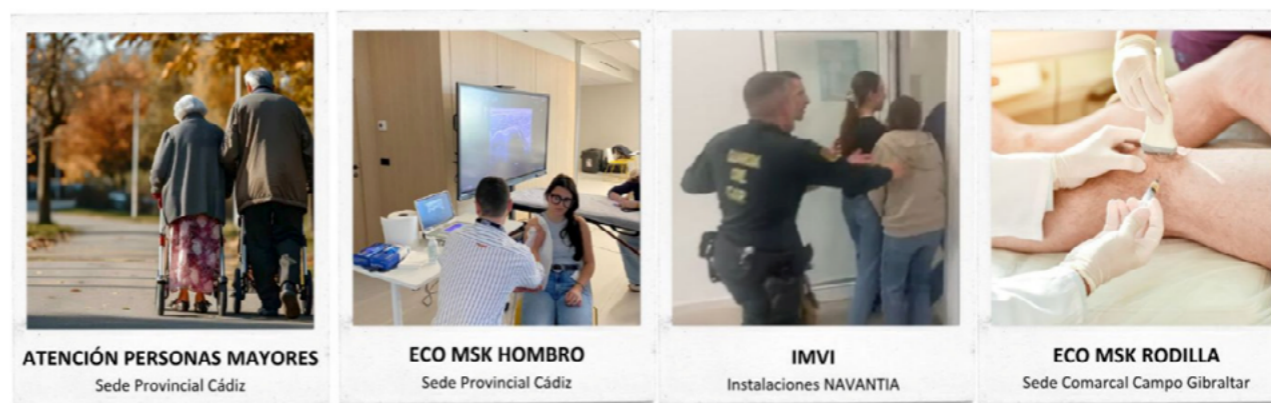 ATENCIÓN PERSONAS MAYORES
Sede Provincial Cádiz
ECO MSK HOMBRO
Sede Provincial Cádiz
IMVI
Instalaciones NAVANTIA
ECO MSK RODILLA
Sede Comarcal Campo Gibraltar